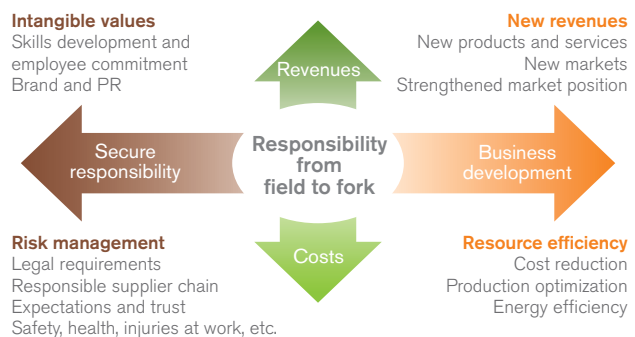 Intangible values
Skills development and
employee commitment
Brand and PR
New revenues
New products and services
New markets
Strengthened market position
Revenues
Secure
responsibility
Responsibility
from
field to fork
Business
development
Costs
Risk management
Legal requirements
Responsible supplier chain
Expectations and trust
Safety, health, injuries at work, etc.
Resource efficiency
Cost reduction
Production optimization
Energy efficiency